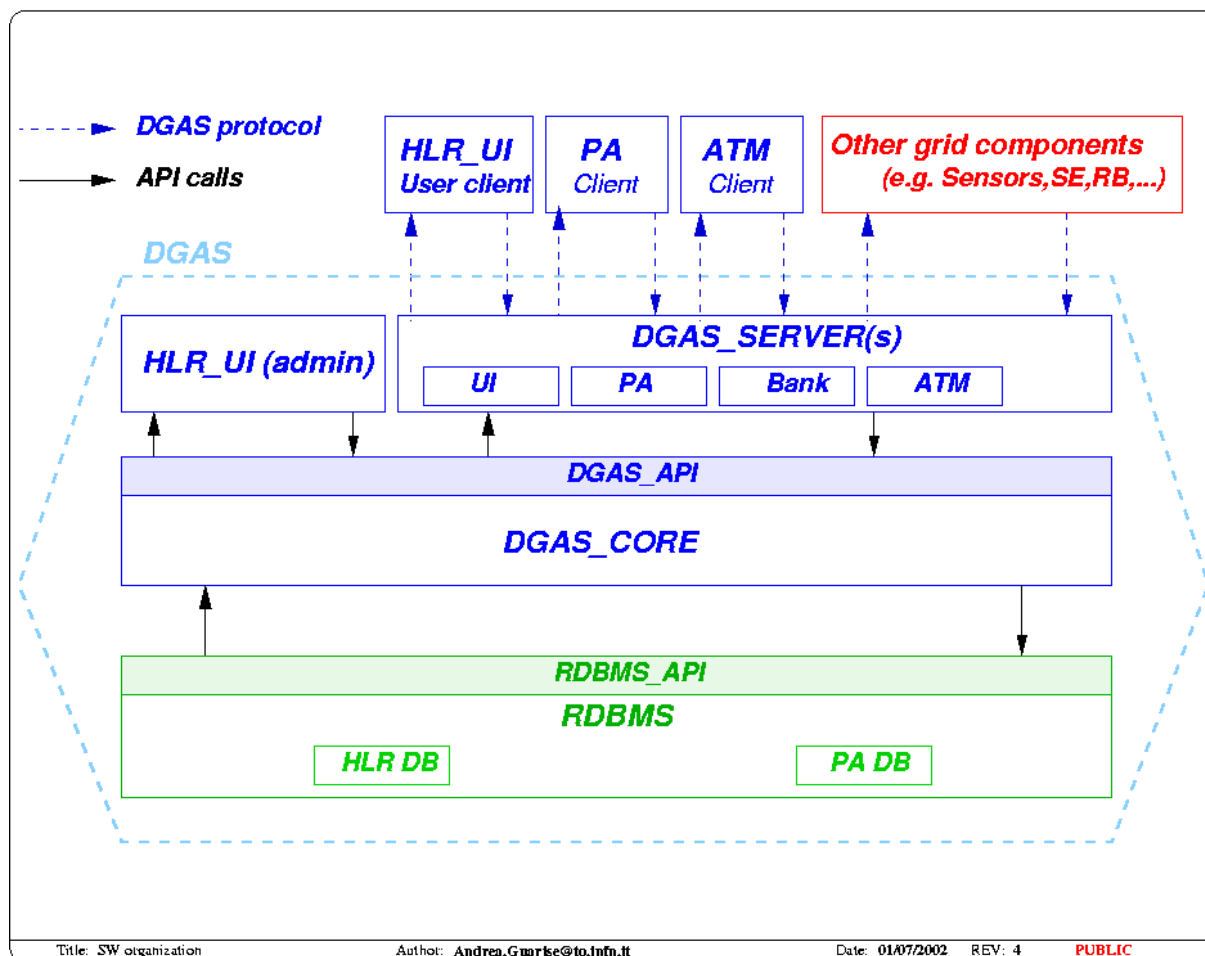 DGAS protocol
API calls
HLR_UI
User client
PA
Client
ATM
Client
Other grid components
(e.g. Sensors,SE,RB,...)
DGAS
HLR_UI (admin)
DGAS_SERVER(s)
UI
PA
Bank
ATM
DGAS_API
DGAS_CORE
RDBMS_API
RDBMS
HLR DB
PA DB
Title: SW organization Author: Andrea.Guarise@to.infn.it Date: 01/07/2002 REV: 4 PUBLIC